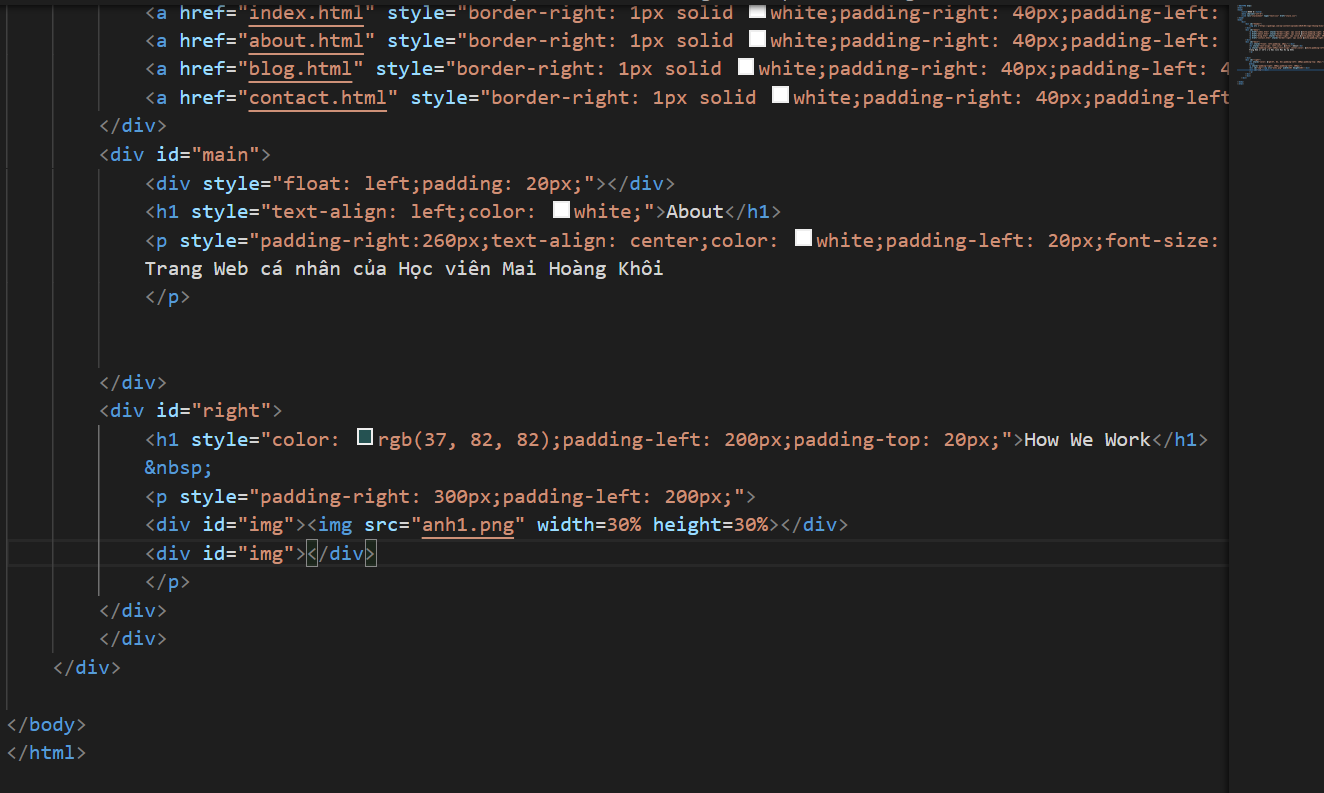 <a href="index.html" style="border-right: 1px solid white;padding-right: 40px;padding-left:
<a href="about.html" style="border-right: 1px solid white;padding-right: 40px;padding-left:
<a href="blog.html" style="border-right: 1px solid white;padding-right: 40px;padding-left: 4
<a href="contact.html" style="border-right: 1px solid white;padding-right: 40px;padding-left
</div>
<div id="main">
<div style="float: left;padding: 20px;"></div>
<h1 style="text-align: left;color: white;">About</h1>
<p style="padding-right:260px;text-align: center;color: white;padding-left: 20px;font-size:
Trang Web cá nhân của Học viên Mai Hoàng Khôi
</p>
</div>
<div id="right">
<h1 style="color: rgb(37, 82, 82);padding-left: 200px;padding-top: 20px;">How We Work</h1>
&nbsp;
<p style="padding-right: 300px;padding-left: 200px;">
<div id="img"><img src="anh1.png" width=30% height=30%></div>
<div id="img"></div>
</p>
</div>
</div>
</div>
</body>
</html>